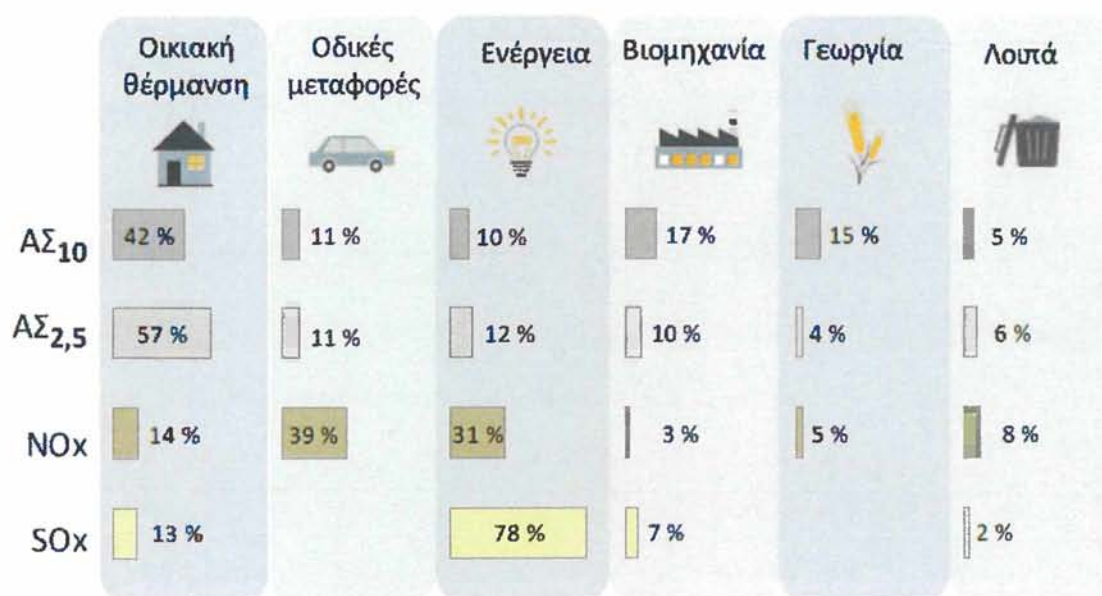 Οικιακή θέρμανση
Οδικές μεταφορές
Ενέργεια
Βιομηχανία
Γεωργία
Λοιπά
ΑΣ10 42 % 11 % 10 % 17 % 15 % 5 %
ΑΣ2,5 57 % 11 % 12 % 10 % 4 % 6 %
NOx 14 % 39 % 31 % 3 % 5 % 8 %
SOx 13 % 78 % 7 % 2 %